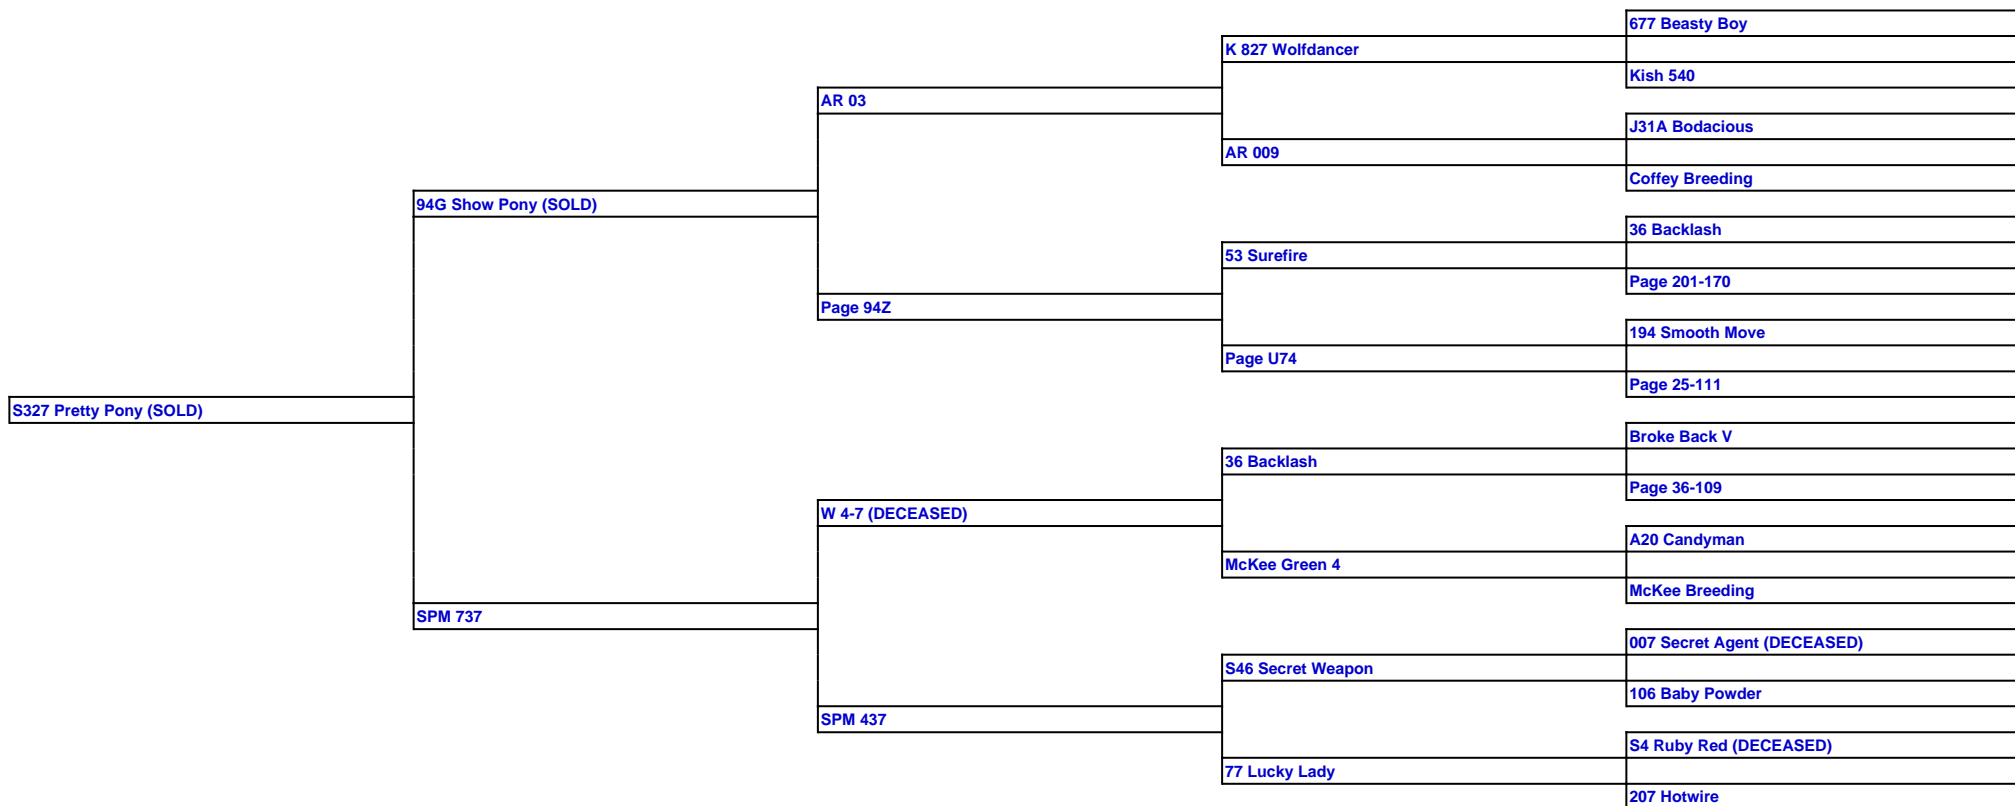 677 Beasty Boy
K 827 Wolfdancer
Kish 540
AR 03
J31A Bodacious
AR 009
Coffey Breeding
94G Show Pony (SOLD)
36 Backlash
53 Surefire
Page 201-170
Page 94Z
194 Smooth Move
Page U74
Page 25-111
S327 Pretty Pony (SOLD)
Broke Back V
36 Backlash
Page 36-109
W 4-7 (DECEASED)
A20 Candyman
McKee Green 4
McKee Breeding
SPM 737
007 Secret Agent (DECEASED)
S46 Secret Weapon
106 Baby Powder
SPM 437
S4 Ruby Red (DECEASED)
77 Lucky Lady
207 Hotwire